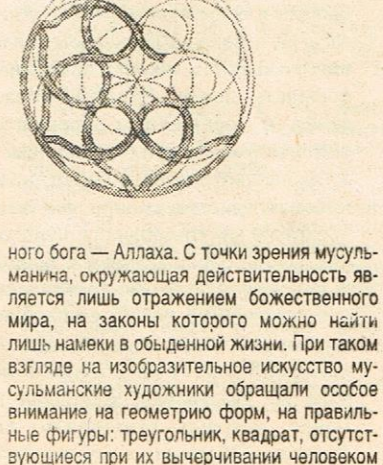 ного бога — Аллаха. С точки зрения мусуль-
манина, окружающая действительность яв-
ляется лишь отражением божественного
мира, на законы которого можно найти
лишь намеки в обыденной жизни. При таком
взгляде на изобразительное искусство му-
сульманские художники обращали особое
внимание на геометрию форм, на правиль-
ные фигуры: треугольник, квадрат, отсутст-
вующиеся при их вычерчивании человеком